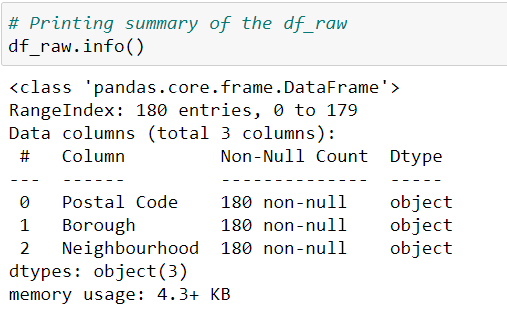 # Printing summary of the df_raw
df_raw.info()
<class 'pandas.core.frame.DataFrame'>
RangeIndex: 180 entries, 0 to 179
Data columns (total 3 columns):
 #   Column         Non-Null Count  Dtype
---  ------         --------------  -----
 0   Postal Code    180 non-null    object
 1   Borough        180 non-null    object
 2   Neighbourhood  180 non-null    object
dtypes: object(3)
memory usage: 4.3+ KB